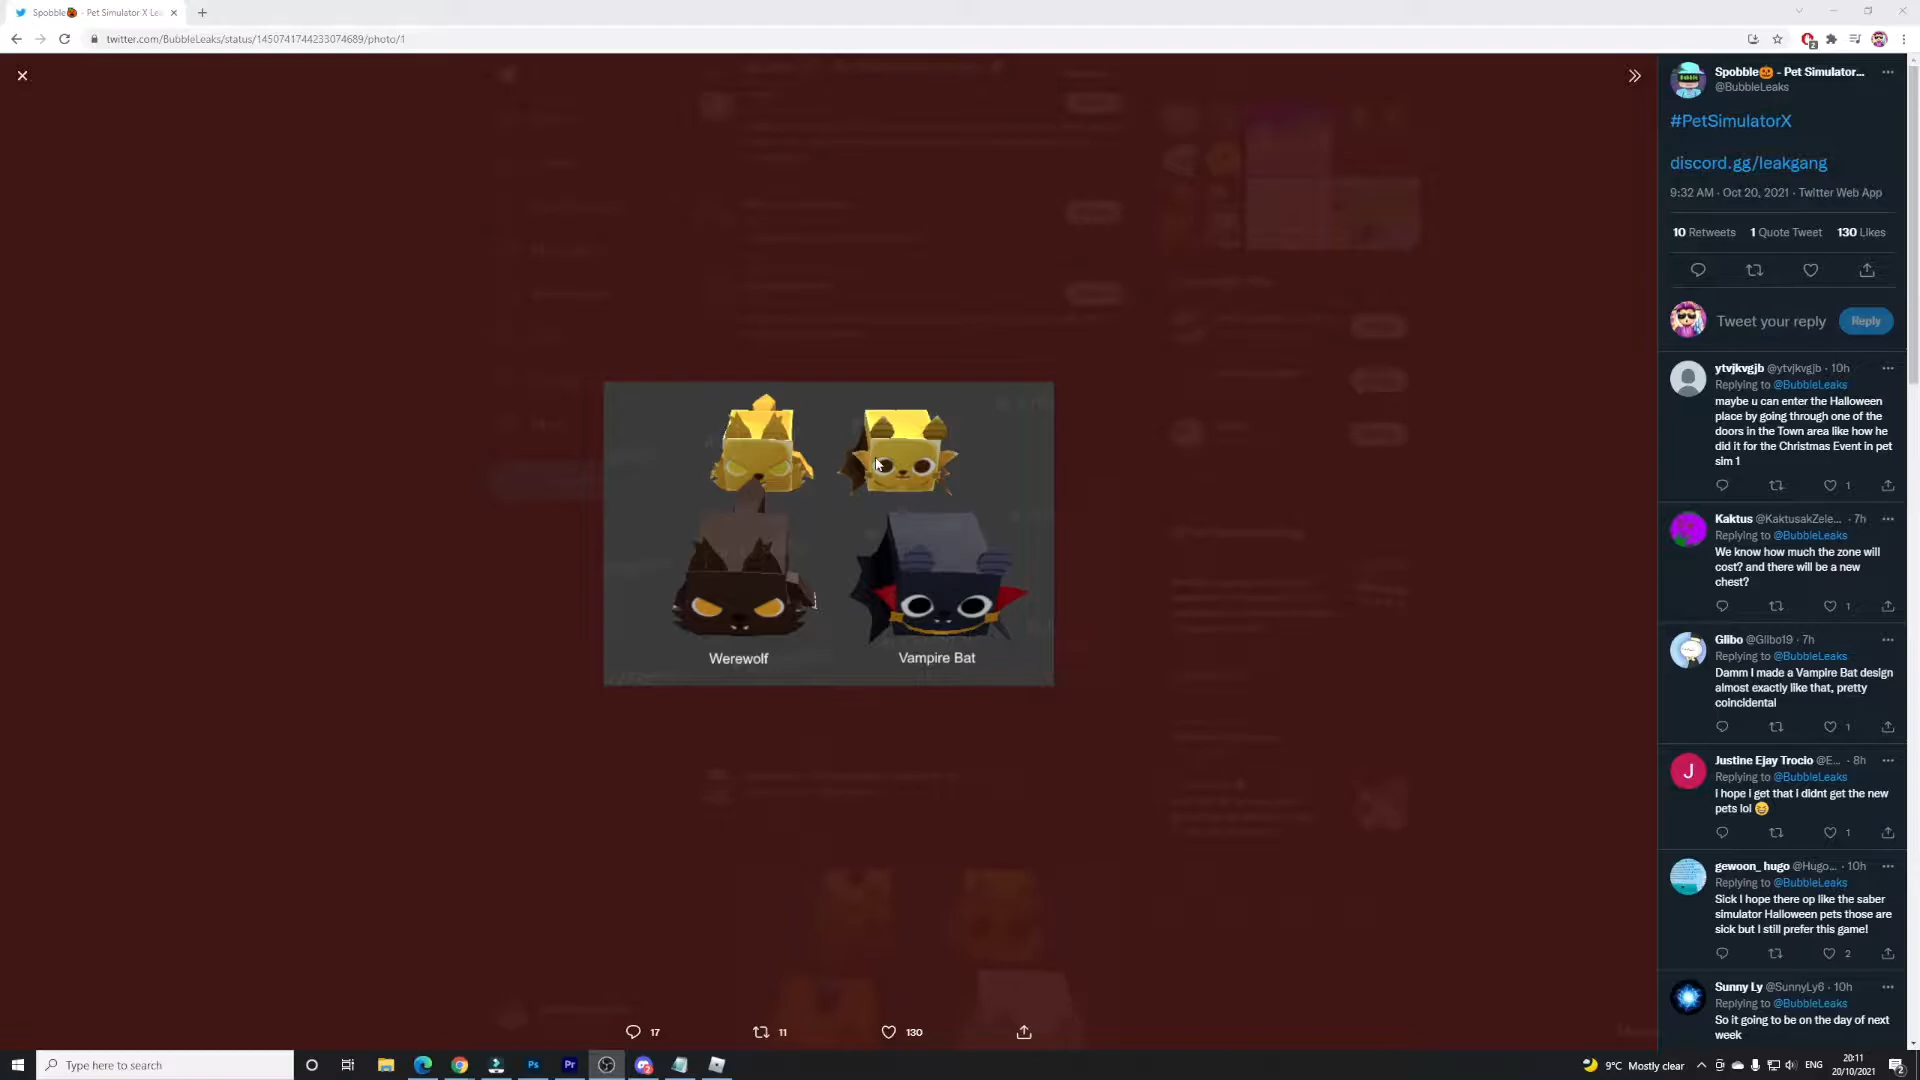 Spobble🎃 - Pet Simulator X Lea
twitter.com/BubbleLeaks/status/1450741744233074689/photo/1
Spobble🎃 - Pet Simulator...
@BubbleLeaks
#PetSimulatorX
discord.gg/leakgang
9:32 AM · Oct 20, 2021 · Twitter Web App
10 Retweets 1 Quote Tweet 130 Likes
Tweet your reply Reply
ytvjkvgjb @ytvjkvgjb · 10h
Replying to @BubbleLeaks
maybe u can enter the Halloween
place by going through one of the
doors in the Town area like how he
did it for the Christmas Event in pet
sim 1
1
Kaktus @KaktusakZele... · 7h
Replying to @BubbleLeaks
We know how much the zone will
cost? and there will be a new
chest?
1
Glibo @Glibo19 · 7h
Replying to @BubbleLeaks
Damm I made a Vampire Bat design
almost exactly like that, pretty
coincidental
1
J
Justine Ejay Trocio @E... · 8h
Replying to @BubbleLeaks
I hope I get that I didnt get the new
pets lol 😆
1
gewoon_ hugo @Hugo... · 10h
Replying to @BubbleLeaks
Sick I hope there op like the saber
simulator Halloween pets those are
sick but I still prefer this game!
2
Sunny Ly @SunnyLy6 · 10h
Replying to @BubbleLeaks
So it going to be on the day of next
week
Werewolf
Vampire Bat
17 11 130
Type here to search
Ps
Pr
9°C Mostly clear
ENG
20:11
20/10/2021
2